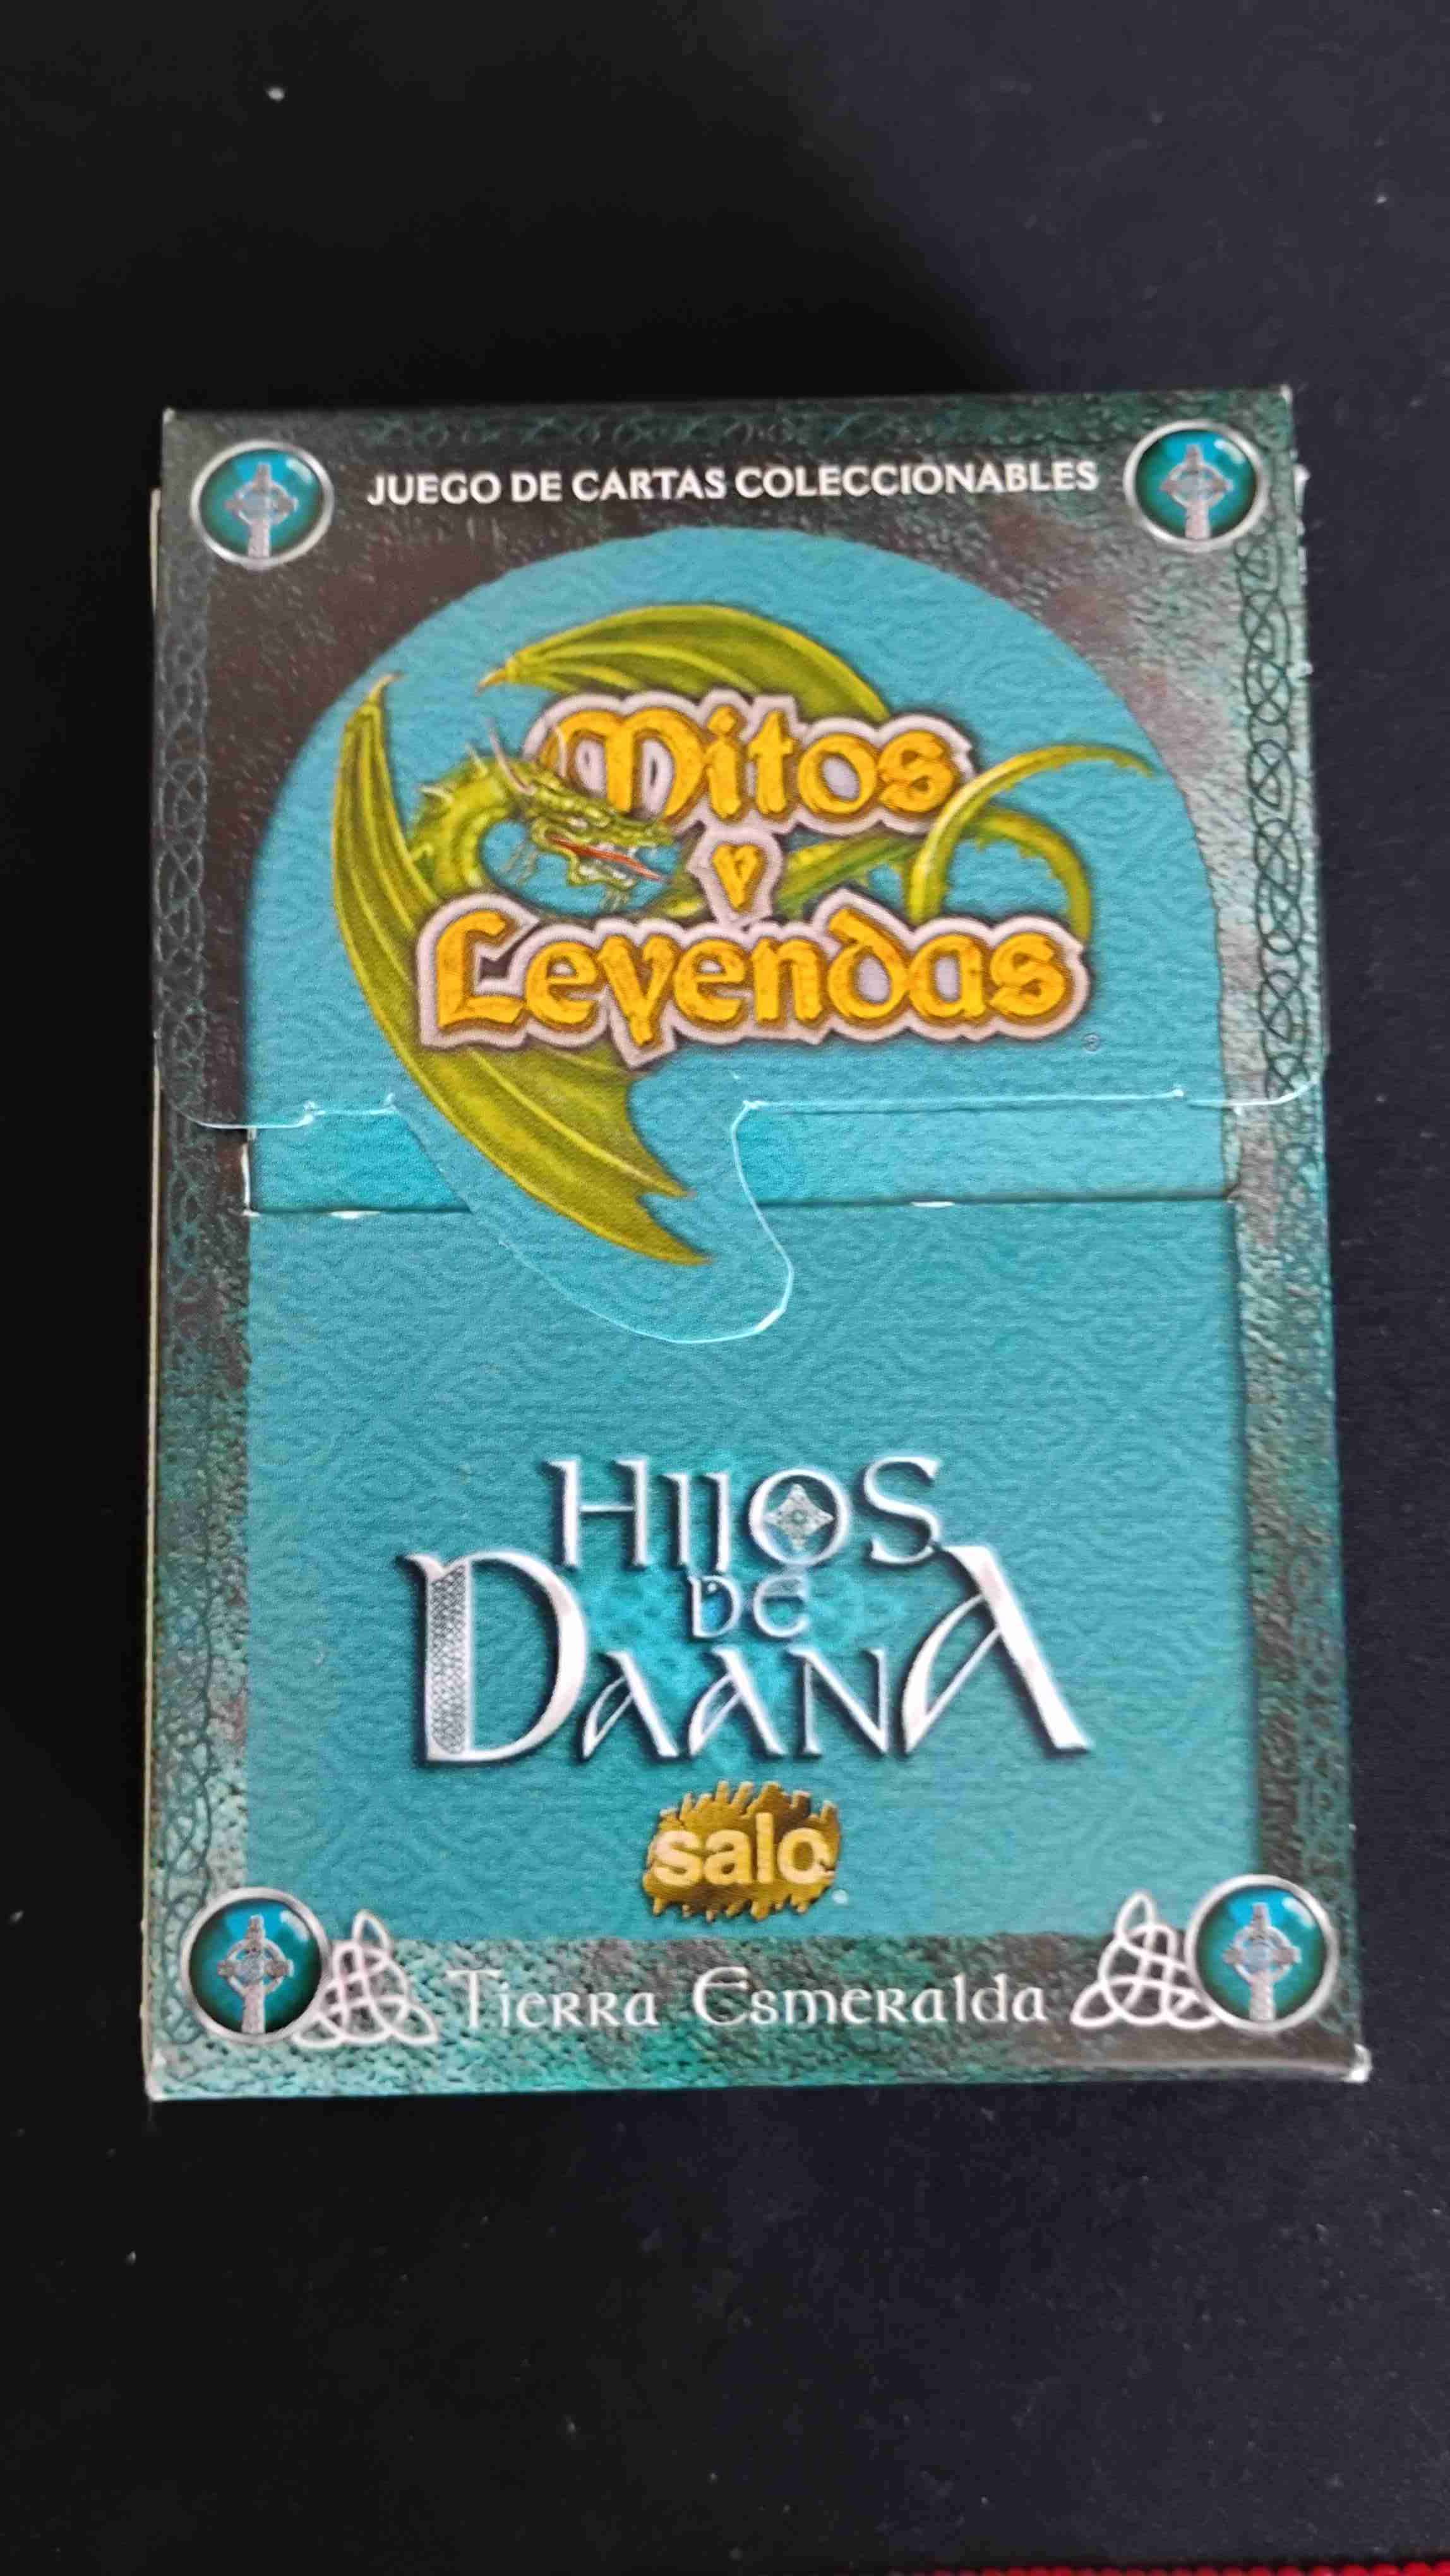 JUEGO DE CARTAS COLECCIONABLES
Mitos
y
Leyendas
HIJOS
DE
DAANA
salo
Tierra Esmeralda